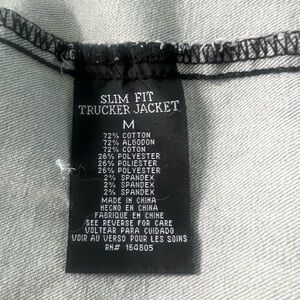 SLIM FIT
TRUCKER JACKET
M
72% COTTON
72% ALGODON
72% COTON
26% POLYESTER
26% POLIESTER
26% POLYESTER
2% SPANDEX
2% SPANDEX
2% SPANDEX
MADE IN CHINA
HECHO EN CHINA
FABRIQUE EN CHINE
SEE REVERSE FOR CARE
VOLTEAR PARA CUIDADO
VOIR AU VERSO POUR LES SOINS
RN# 154805